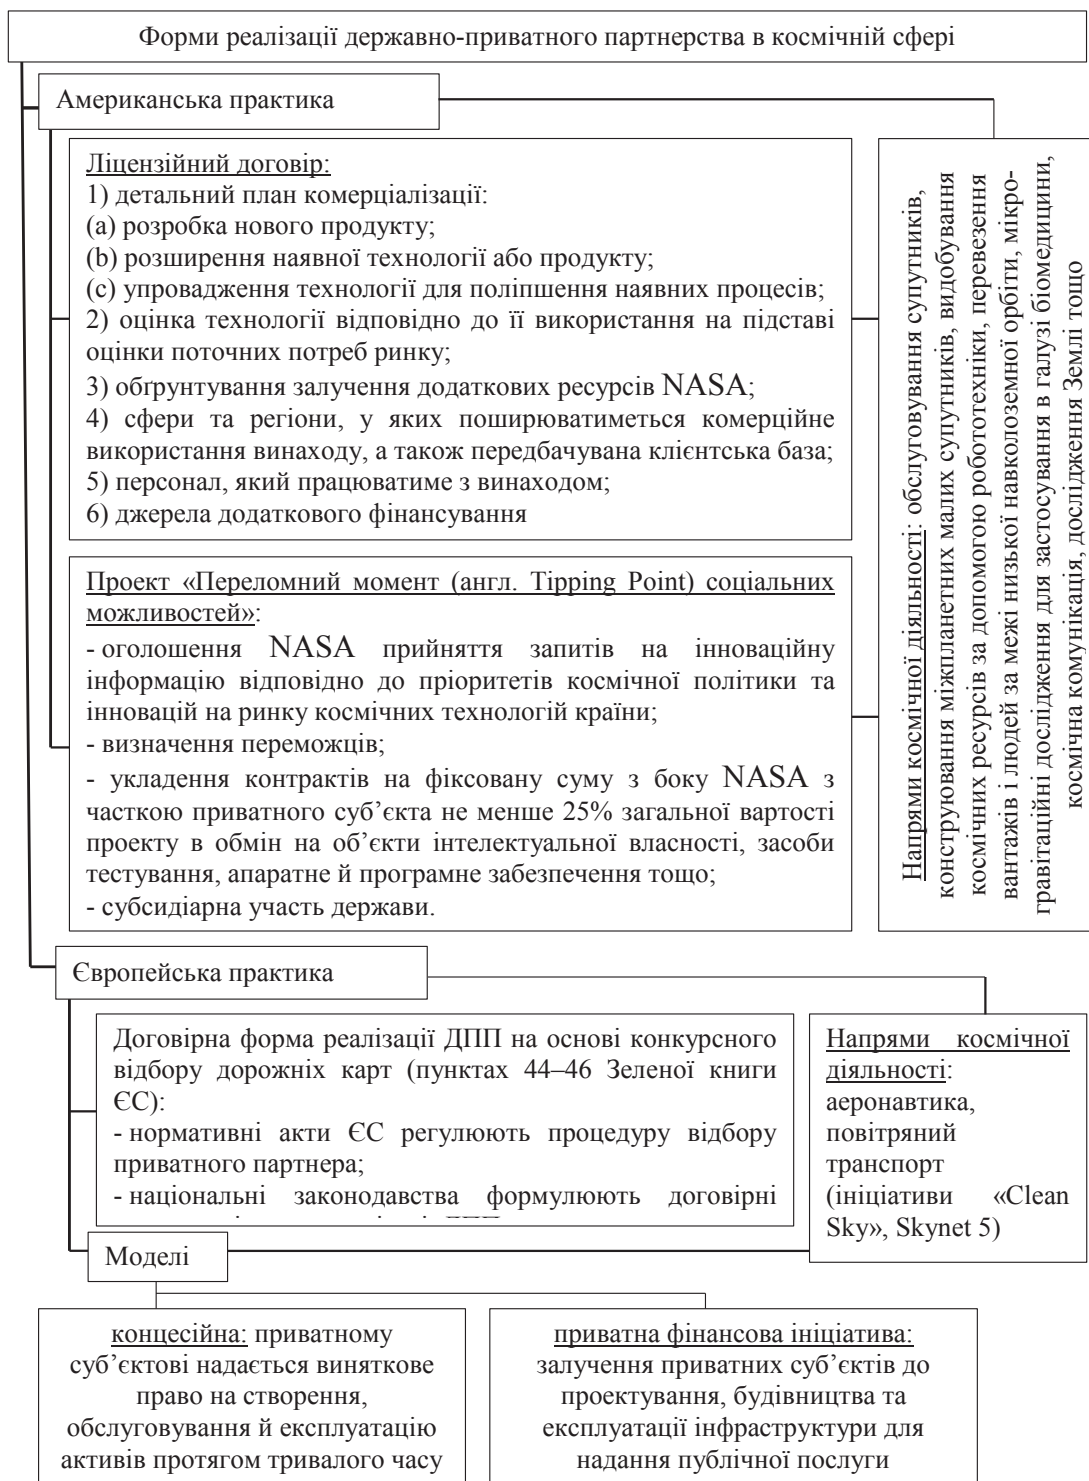 Форми реалізації державно-приватного партнерства в космічній сфері
Американська практика
Ліцензійний договір:
1) детальний план комерціалізації:
(a) розробка нового продукту;
(b) розширення наявної технології або продукту;
(c) упровадження технології для поліпшення наявних процесів;
2) оцінка технології відповідно до її використання на підставі
оцінки поточних потреб ринку;
3) обґрунтування залучення додаткових ресурсів NASA;
4) сфери та регіони, у яких поширюватиметься комерційне
використання винаходу, а також передбачувана клієнтська база;
5) персонал, який працюватиме з винаходом;
6) джерела додаткового фінансування
Проект «Переломний момент (англ. Tipping Point) соціальних
можливостей»:
- оголошення NASA прийняття запитів на інноваційну
інформацію відповідно до пріоритетів космічної політики та
інновацій на ринку космічних технологій країни;
- визначення переможців;
- укладення контрактів на фіксовану суму з боку NASA з
часткою приватного суб’єкта не менше 25% загальної вартості
проекту в обмін на об’єкти інтелектуальної власності, засоби
тестування, апаратне й програмне забезпечення тощо;
- субсидіарна участь держави.
Напрями космічної діяльності: обслуговування супутників,
конструювання міжпланетних малих супутників, видобування
космічних ресурсів за допомогою робототехніки, перевезення
вантажів і людей за межі низької навколоземної орбіти, мікро-
гравітаційні дослідження для застосування в галузі біомедицини,
космічна комунікація, дослідження Землі тощо
Європейська практика
Договірна форма реалізації ДПП на основі конкурсного
відбору дорожніх карт (пунктах 44–46 Зеленої книги
ЄС):
- нормативні акти ЄС регулюють процедуру відбору
приватного партнера;
- національні законодавства формулюють договірні
Напрями космічної
діяльності:
аеронавтика,
повітряний
транспорт
(ініціативи «Clean
Sky», Skynet 5)
Моделі
концесійна: приватному
суб’єктові надається виняткове
право на створення,
обслуговування й експлуатацію
активів протягом тривалого часу
приватна фінансова ініціатива:
залучення приватних суб’єктів до
проектування, будівництва та
експлуатації інфраструктури для
надання публічної послуги